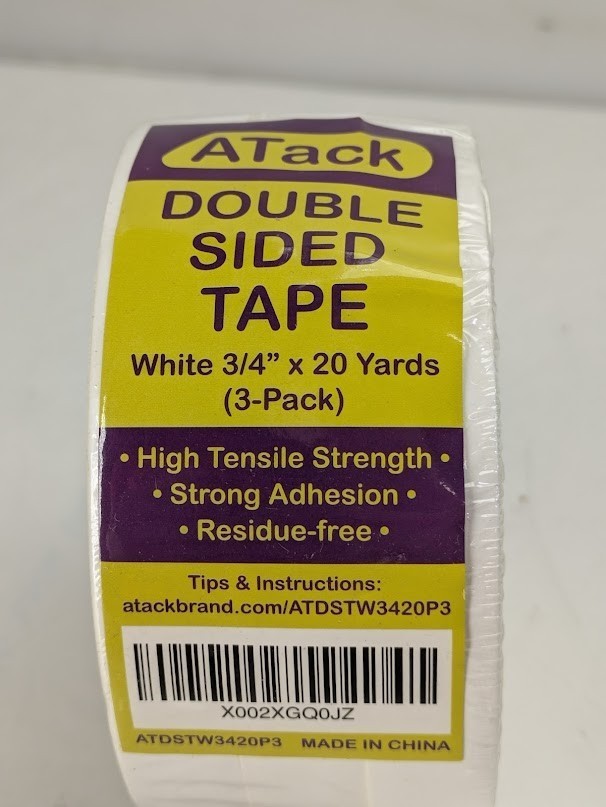 ATack
DOUBLE
SIDED
TAPE
White 3/4” x 20 Yards
(3-Pack)
• High Tensile Strength •
• Strong Adhesion •
• Residue-free •
Tips & Instructions:
atackbrand.com/ATDSTW3420P3
X002XGQ0JZ
ATDSTW3420P3 MADE IN CHINA